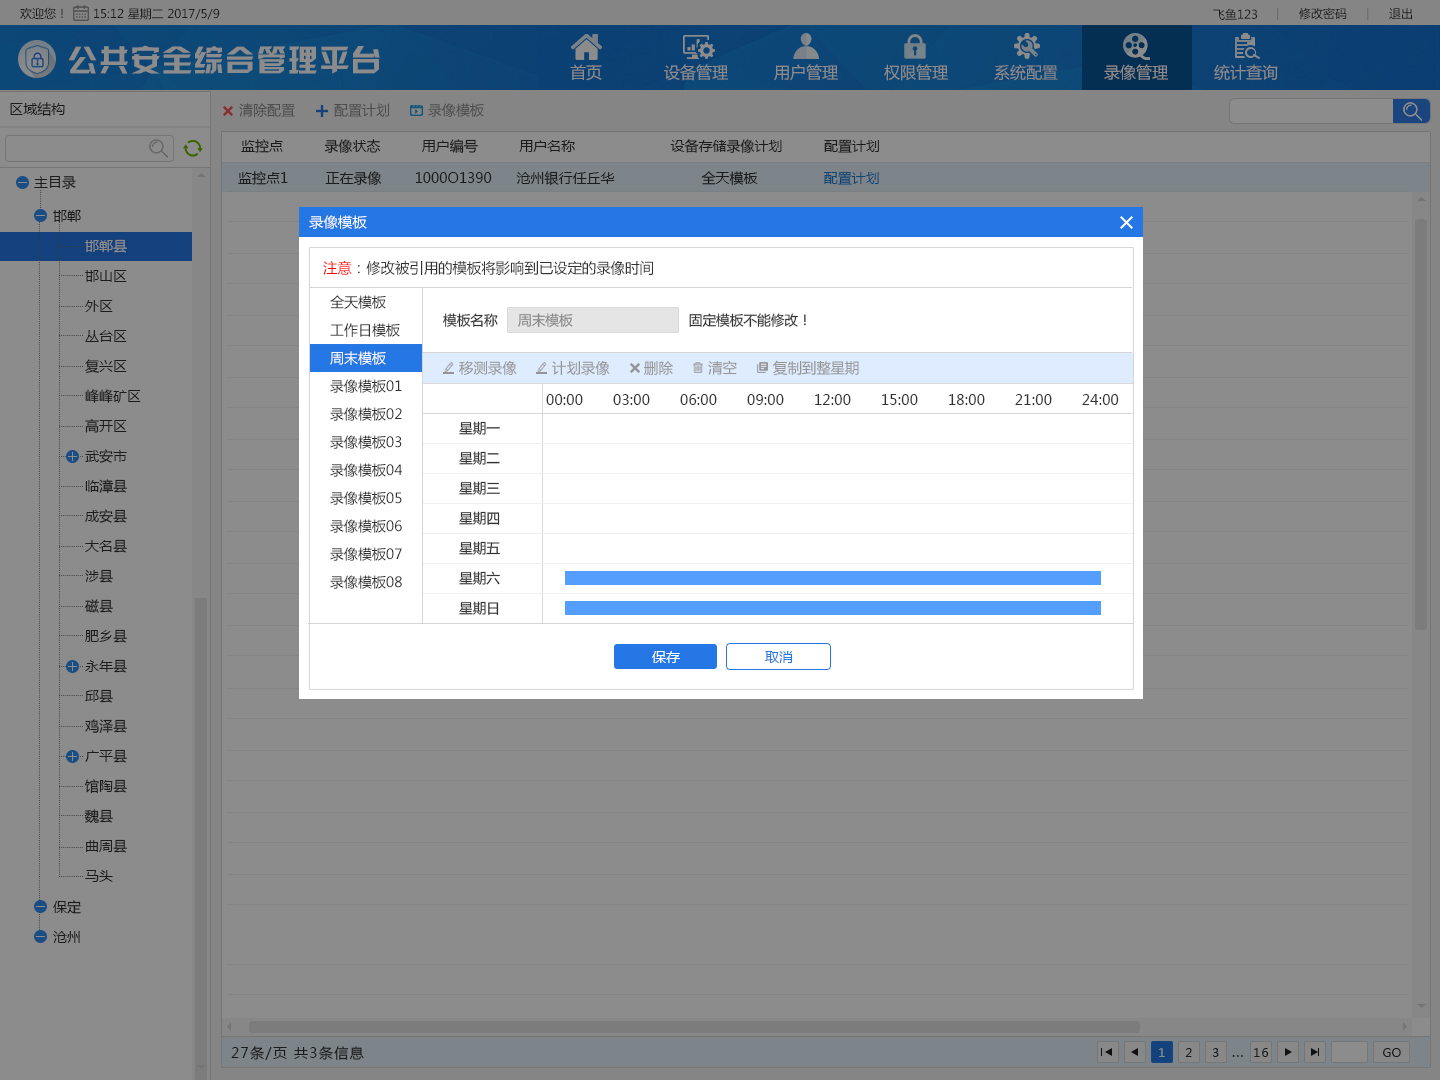 欢迎您！ 15:12 星期二 2017/5/9 飞鱼123 修改密码 退出
公共安全综合管理平台
首页 设备管理 用户管理 权限管理 系统配置 录像管理 统计查询
区域结构
清除配置 配置计划 录像模板
监控点 录像状态 用户编号 用户名称 设备存储录像计划 配置计划
监控点1 正在录像 1000O1390 沧州银行任丘华 全天模板 配置计划
主目录
邯郸
邯郸县
邯山区
外区
丛台区
复兴区
峰峰矿区
高开区
武安市
临漳县
成安县
大名县
涉县
磁县
肥乡县
永年县
邱县
鸡泽县
广平县
馆陶县
魏县
曲周县
马头
保定
沧州
录像模板
注意：修改被引用的模板将影响到已设定的录像时间
全天模板
工作日模板
周末模板
录像模板01
录像模板02
录像模板03
录像模板04
录像模板05
录像模板06
录像模板07
录像模板08
模板名称 周末模板 固定模板不能修改！
移测录像 计划录像 删除 清空 复制到整星期
00:00 03:00 06:00 09:00 12:00 15:00 18:00 21:00 24:00
星期一
星期二
星期三
星期四
星期五
星期六
星期日
保存 取消
27条/页 共3条信息
1 2 3 ... 16 GO